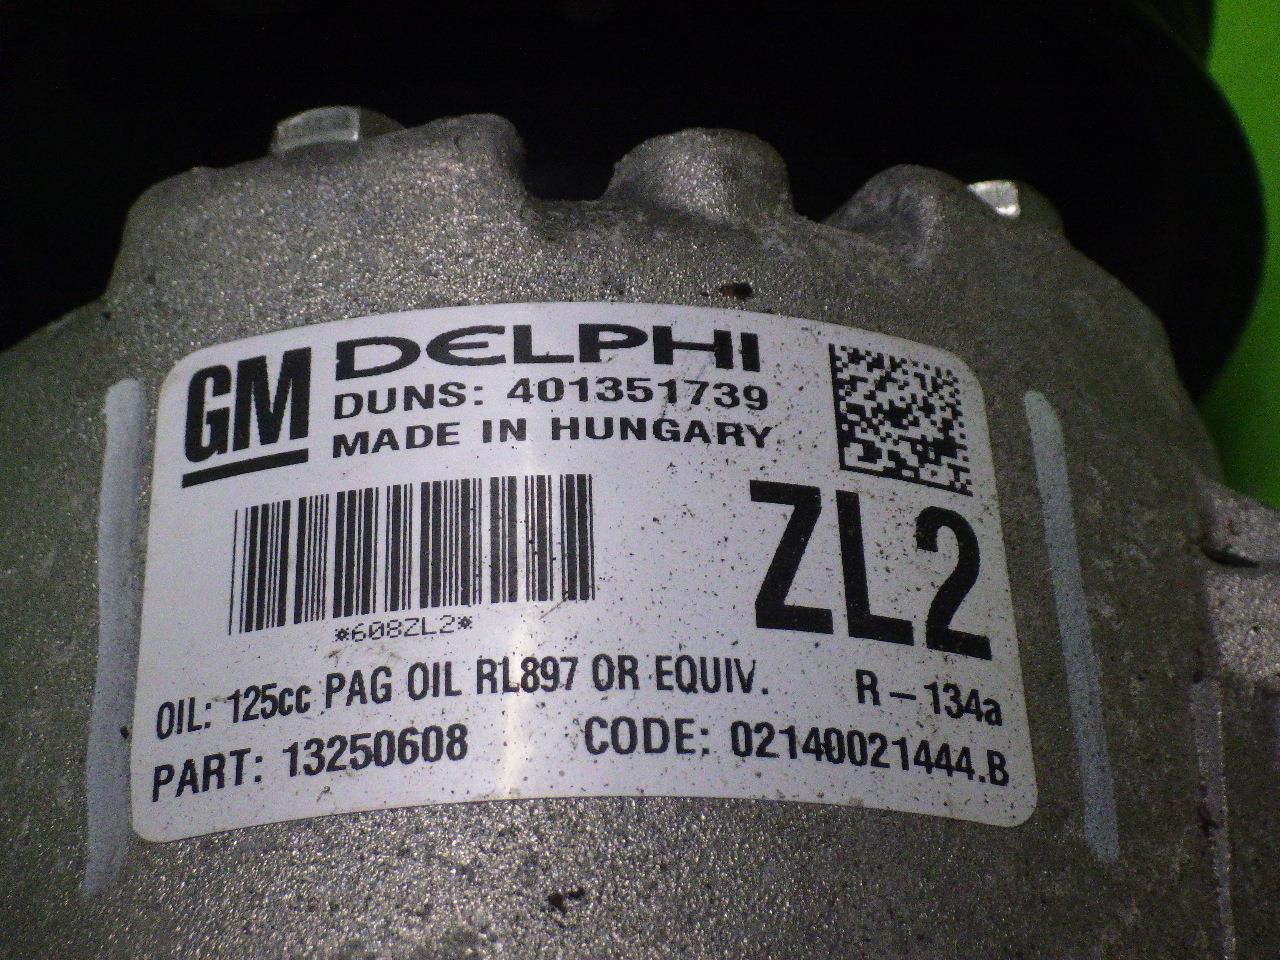 GM DELPHI
DUNS: 401351739
MADE IN HUNGARY
ZL2
*608ZL2*
OIL: 125cc PAG OIL RL897 OR EQUIV. R-134a
PART: 13250608 CODE: 02140021444.B